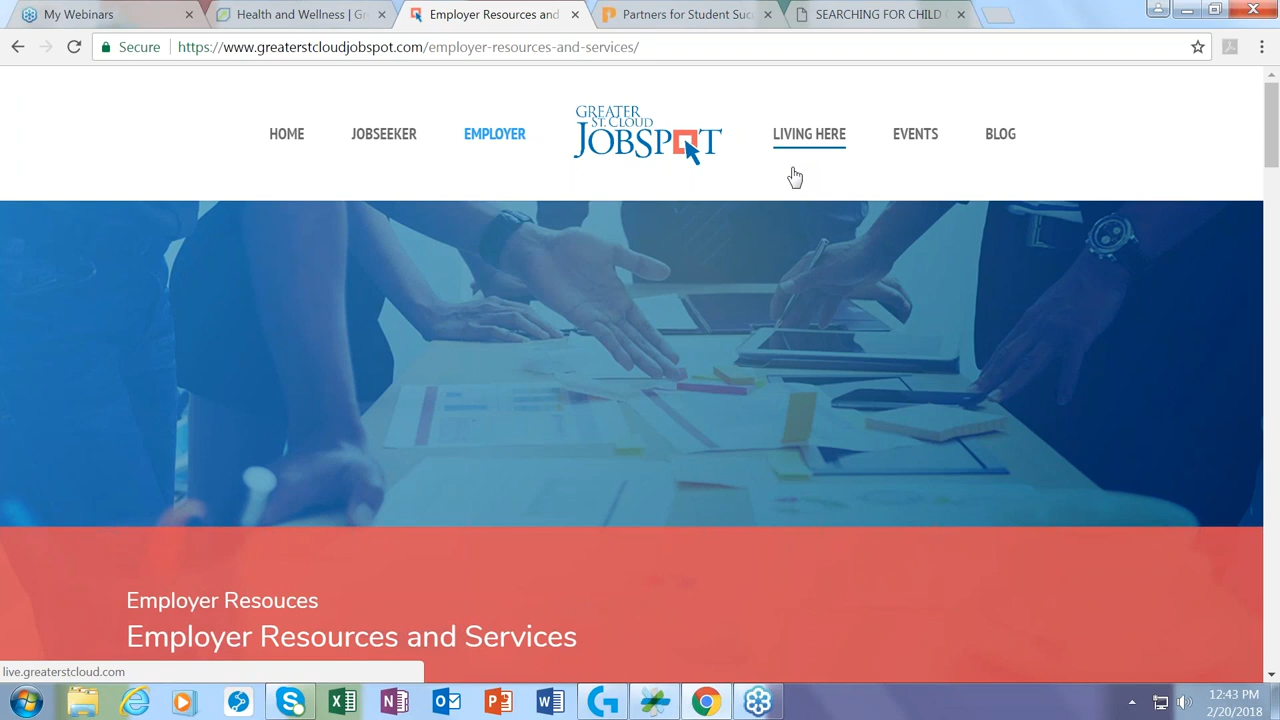 My Webinars
Health and Wellness | Gr
Employer Resources and
Partners for Student Suc
SEARCHING FOR CHILD
Secure
https://www.greaterstcloudjobspot.com/employer-resources-and-services/
HOME
JOBSEEKER
EMPLOYER
GREATER
ST. CLOUD
JOBSPOT
LIVING HERE
EVENTS
BLOG
Employer Resouces
Employer Resources and Services
live.greaterstcloud.com
12:43 PM
2/20/2018